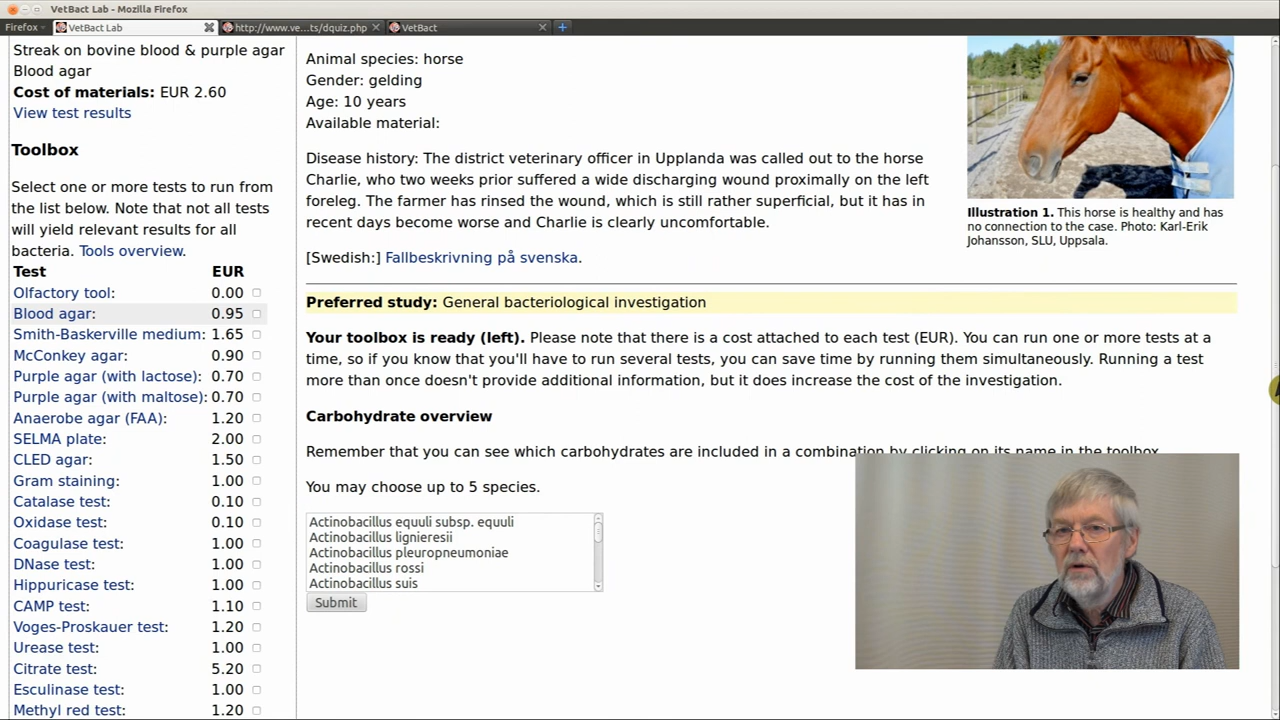 VetBact Lab - Mozilla Firefox
Firefox
VetBact Lab
http://www.ve...ts/dquiz.php
VetBact
Streak on bovine blood & purple agar
Blood agar
Cost of materials: EUR 2.60
View test results
Toolbox
Select one or more tests to run from
the list below. Note that not all tests
will yield relevant results for all
bacteria. Tools overview.
Test EUR
Olfactory tool: 0.00
Blood agar: 0.95
Smith-Baskerville medium: 1.65
McConkey agar: 0.90
Purple agar (with lactose): 0.70
Purple agar (with maltose): 0.70
Anaerobe agar (FAA): 1.20
SELMA plate: 2.00
CLED agar: 1.50
Gram staining: 1.00
Catalase test: 0.10
Oxidase test: 0.10
Coagulase test: 1.00
DNase test: 1.00
Hippuricase test: 1.00
CAMP test: 1.10
Voges-Proskauer test: 1.20
Urease test: 1.00
Citrate test: 5.20
Esculinase test: 1.00
Methyl red test: 1.20
Animal species: horse
Gender: gelding
Age: 10 years
Available material:
Disease history: The district veterinary officer in Upplanda was called out to the horse
Charlie, who two weeks prior suffered a wide discharging wound proximally on the left
foreleg. The farmer has rinsed the wound, which is still rather superficial, but it has in
recent days become worse and Charlie is clearly uncomfortable.
[Swedish:] Fallbeskrivning på svenska.
Illustration 1. This horse is healthy and has
no connection to the case. Photo: Karl-Erik
Johansson, SLU, Uppsala.
Preferred study: General bacteriological investigation
Your toolbox is ready (left). Please note that there is a cost attached to each test (EUR). You can run one or more tests at a
time, so if you know that you'll have to run several tests, you can save time by running them simultaneously. Running a test
more than once doesn't provide additional information, but it does increase the cost of the investigation.
Carbohydrate overview
Remember that you can see which carbohydrates are included in a combination by clicking on its name in the toolbox.
You may choose up to 5 species.
Actinobacillus equuli subsp. equuli
Actinobacillus lignieresii
Actinobacillus pleuropneumoniae
Actinobacillus rossi
Actinobacillus suis
Submit